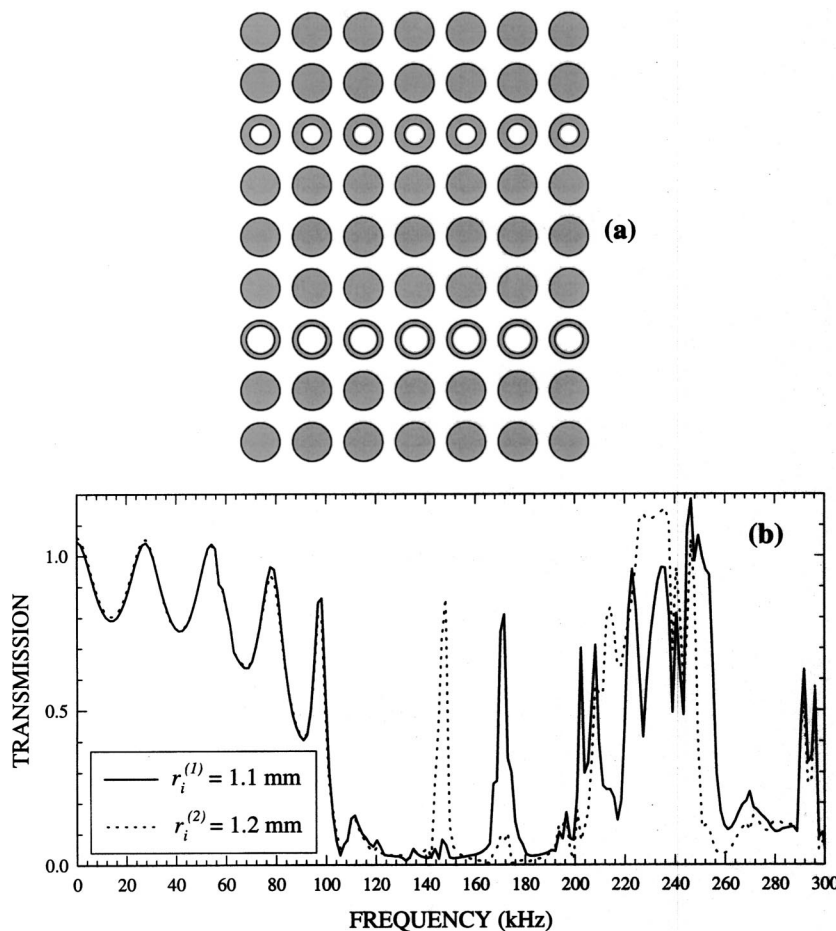 (a)
(b)
TRANSMISSION
1.0
0.5
0.0
r_i^(1) = 1.1 mm
r_i^(2) = 1.2 mm
0 20 40 60 80 100 120 140 160 180 200 220 240 260 280 300
FREQUENCY (kHz)